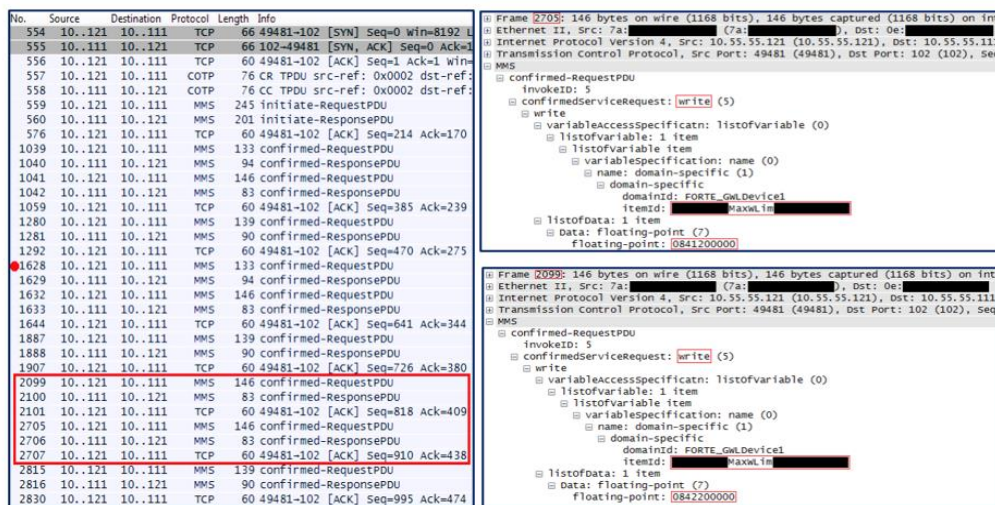 No. Source Destination Protocol Length Info
554 10..121 10..111 TCP 66 49481→102 [SYN] Seq=0 Win=8192 L
555 10..111 10..121 TCP 66 102→49481 [SYN, ACK] Seq=0 Ack=1
556 10..121 10..111 TCP 60 49481→102 [ACK] Seq=1 Ack=1 Win=
557 10..121 10..111 COTP 76 CR TPDU src-ref: 0x0002 dst-ref:
558 10..111 10..121 COTP 76 CC TPDU src-ref: 0x0002 dst-ref:
559 10..121 10..111 MMS 245 initiate-RequestPDU
560 10..111 10..121 MMS 201 initiate-ResponsePDU
576 10..121 10..111 TCP 60 49481→102 [ACK] Seq=214 Ack=170
1039 10..121 10..111 MMS 133 confirmed-RequestPDU
1040 10..111 10..121 MMS 94 confirmed-ResponsePDU
1041 10..121 10..111 MMS 146 confirmed-RequestPDU
1042 10..111 10..121 MMS 83 confirmed-ResponsePDU
1059 10..121 10..111 TCP 60 49481→102 [ACK] Seq=385 Ack=239
1280 10..121 10..111 MMS 139 confirmed-RequestPDU
1281 10..111 10..121 MMS 90 confirmed-ResponsePDU
1292 10..121 10..111 TCP 60 49481→102 [ACK] Seq=470 Ack=275
1628 10..121 10..111 MMS 133 confirmed-RequestPDU
1629 10..111 10..121 MMS 94 confirmed-ResponsePDU
1632 10..121 10..111 MMS 146 confirmed-RequestPDU
1633 10..111 10..121 MMS 83 confirmed-ResponsePDU
1644 10..121 10..111 TCP 60 49481→102 [ACK] Seq=641 Ack=344
1887 10..121 10..111 MMS 139 confirmed-RequestPDU
1888 10..111 10..121 MMS 90 confirmed-ResponsePDU
1907 10..121 10..111 TCP 60 49481→102 [ACK] Seq=726 Ack=380
2099 10..121 10..111 MMS 146 confirmed-RequestPDU
2100 10..111 10..121 MMS 83 confirmed-ResponsePDU
2101 10..121 10..111 TCP 60 49481→102 [ACK] Seq=818 Ack=409
2705 10..121 10..111 MMS 146 confirmed-RequestPDU
2706 10..111 10..121 MMS 83 confirmed-ResponsePDU
2707 10..121 10..111 TCP 60 49481→102 [ACK] Seq=910 Ack=438
2815 10..121 10..111 MMS 139 confirmed-RequestPDU
2816 10..111 10..121 MMS 90 confirmed-ResponsePDU
2830 10..121 10..111 TCP 60 49481→102 [ACK] Seq=995 Ack=474
Frame 2705: 146 bytes on wire (1168 bits), 146 bytes captured (1168 bits) on int
Ethernet II, Src: 7a: (7a: ), Dst: 0e:
Internet Protocol Version 4, Src: 10.55.55.121 (10.55.55.121), Dst: 10.55.55.111
Transmission Control Protocol, Src Port: 49481 (49481), Dst Port: 102 (102), Seq
MMS
confirmed-RequestPDU
invokeID: 5
confirmedServiceRequest: write (5)
write
variableAccessSpecificatn: listOfVariable (0)
listOfVariable: 1 item
listOfVariable item
variableSpecification: name (0)
name: domain-specific (1)
domain-specific
domainId: FORTE_GWLDevice1
itemId: MaxWLim
listOfData: 1 item
Data: floating-point (7)
floating-point: 0841200000
Frame 2099: 146 bytes on wire (1168 bits), 146 bytes captured (1168 bits) on int
Ethernet II, Src: 7a: (7a: ), Dst: 0e:
Internet Protocol Version 4, Src: 10.55.55.121 (10.55.55.121), Dst: 10.55.55.111
Transmission Control Protocol, Src Port: 49481 (49481), Dst Port: 102 (102), Seq
MMS
confirmed-RequestPDU
invokeID: 5
confirmedServiceRequest: write (5)
write
variableAccessSpecificatn: listOfVariable (0)
listOfVariable: 1 item
listOfVariable item
variableSpecification: name (0)
name: domain-specific (1)
domain-specific
domainId: FORTE_GWLDevice1
itemId: MaxWLim
listOfData: 1 item
Data: floating-point (7)
floating-point: 0842200000